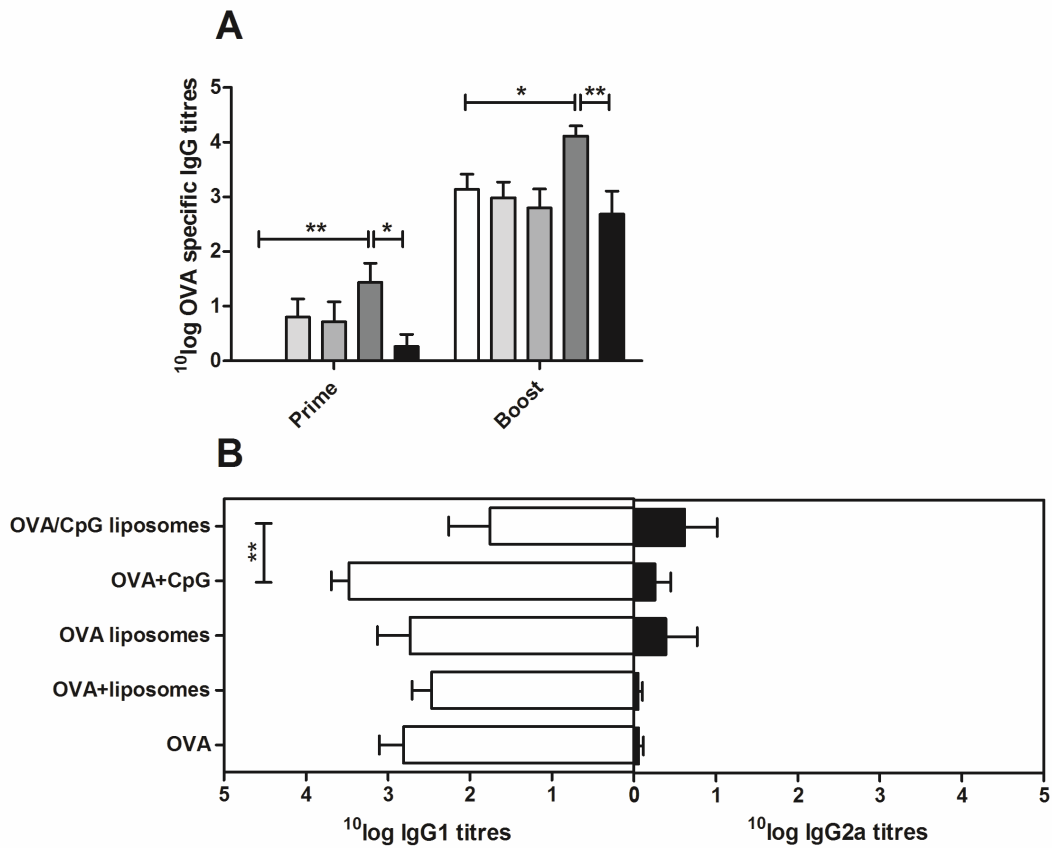 A
10log OVA specific IgG titres
5
4
3
2
1
0
** *
* **
Prime Boost
B
OVA/CpG liposomes
OVA+CpG
OVA liposomes
OVA+liposomes
OVA
**
5 4 3 2 1 0 1 2 3 4 5
10log IgG1 titres 10log IgG2a titres